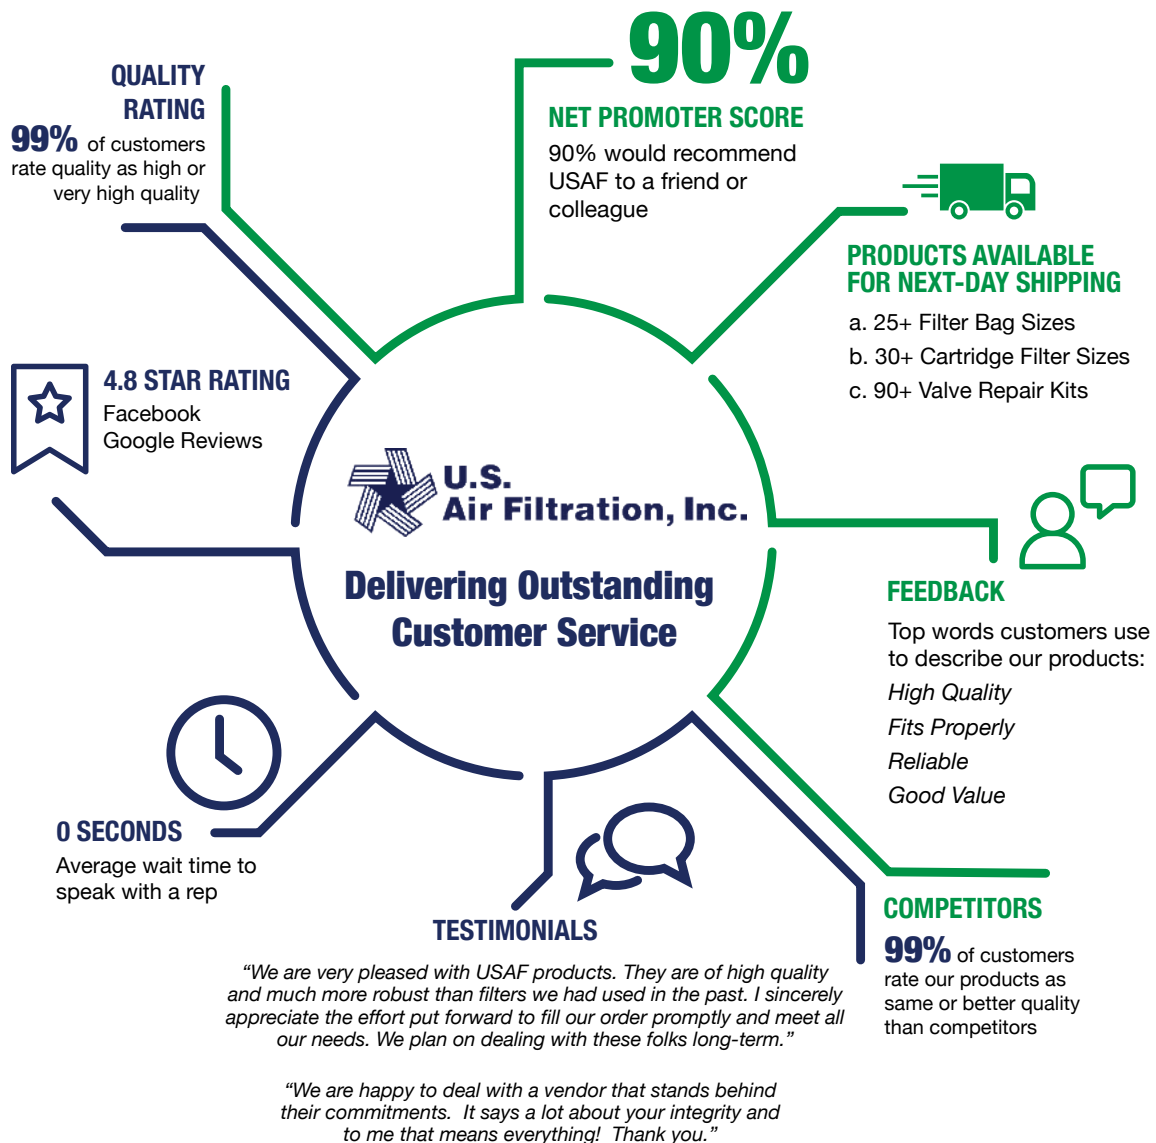 90%
NET PROMOTER SCORE
90% would recommend
USAF to a friend or
colleague
QUALITY
RATING
99% of customers
rate quality as high or
very high quality
PRODUCTS AVAILABLE
FOR NEXT-DAY SHIPPING
a. 25+ Filter Bag Sizes
b. 30+ Cartridge Filter Sizes
c. 90+ Valve Repair Kits
4.8 STAR RATING
Facebook
Google Reviews
U.S.
Air Filtration, Inc.
Delivering Outstanding
Customer Service
FEEDBACK
Top words customers use
to describe our products:
High Quality
Fits Properly
Reliable
Good Value
0 SECONDS
Average wait time to
speak with a rep
COMPETITORS
99% of customers
rate our products as
same or better quality
than competitors
TESTIMONIALS
“We are very pleased with USAF products. They are of high quality
and much more robust than filters we had used in the past. I sincerely
appreciate the effort put forward to fill our order promptly and meet all
our needs. We plan on dealing with these folks long-term.”
“We are happy to deal with a vendor that stands behind
their commitments.  It says a lot about your integrity and
to me that means everything!  Thank you.”